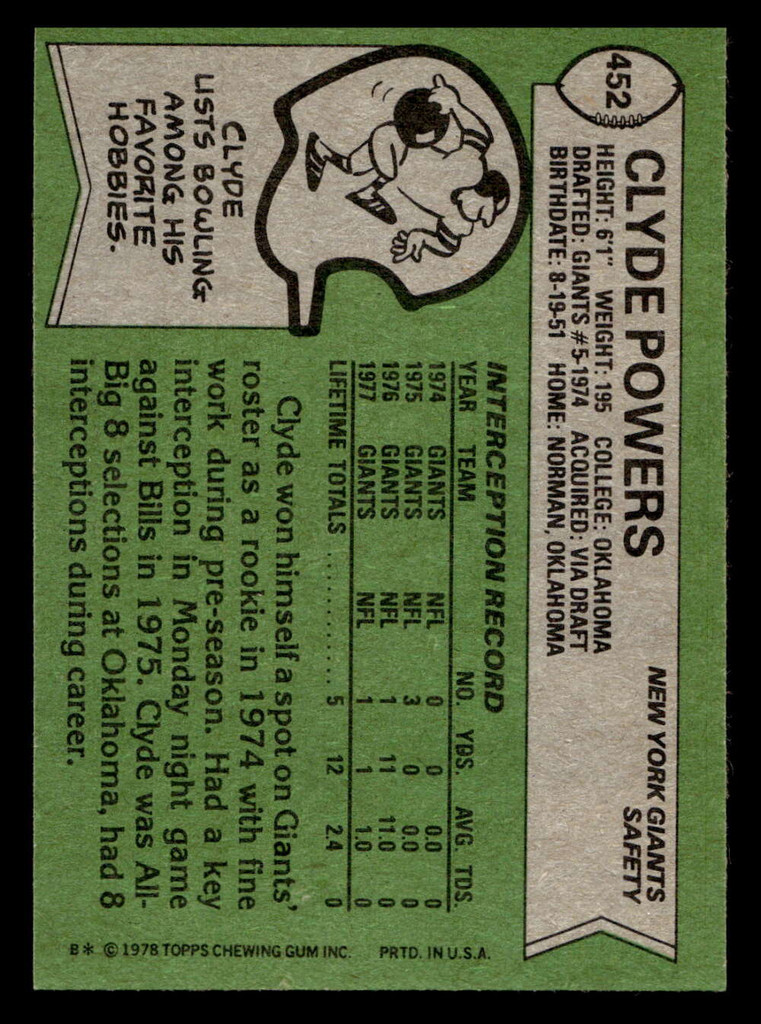 452
CLYDE POWERS
NEW YORK GIANTS
SAFETY
HEIGHT: 6'1" WEIGHT: 195 COLLEGE: OKLAHOMA
DRAFTED: GIANTS #5-1974 ACQUIRED: VIA DRAFT
BIRTHDATE: 8-19-51 HOME: NORMAN, OKLAHOMA
CLYDE
LISTS BOWLING
AMONG HIS
FAVORITE
HOBBIES.
INTERCEPTION RECORD
YEAR TEAM NO. YDS. AVG. TDS.
1974 GIANTS NFL 0 0 0.0 0
1975 GIANTS NFL 3 0 0.0 0
1976 GIANTS NFL 1 11 11.0 0
1977 GIANTS NFL 1 1 1.0 0
LIFETIME TOTALS ............ 5 12 2.4 0
Clyde won himself a spot on Giants'
roster as a rookie in 1974 with fine
work during pre-season. Had a key
interception in Monday night game
against Bills in 1975. Clyde was All-
Big 8 selections at Oklahoma, had 8
interceptions during career.
B* © 1978 TOPPS CHEWING GUM INC. PRTD. IN U.S.A.